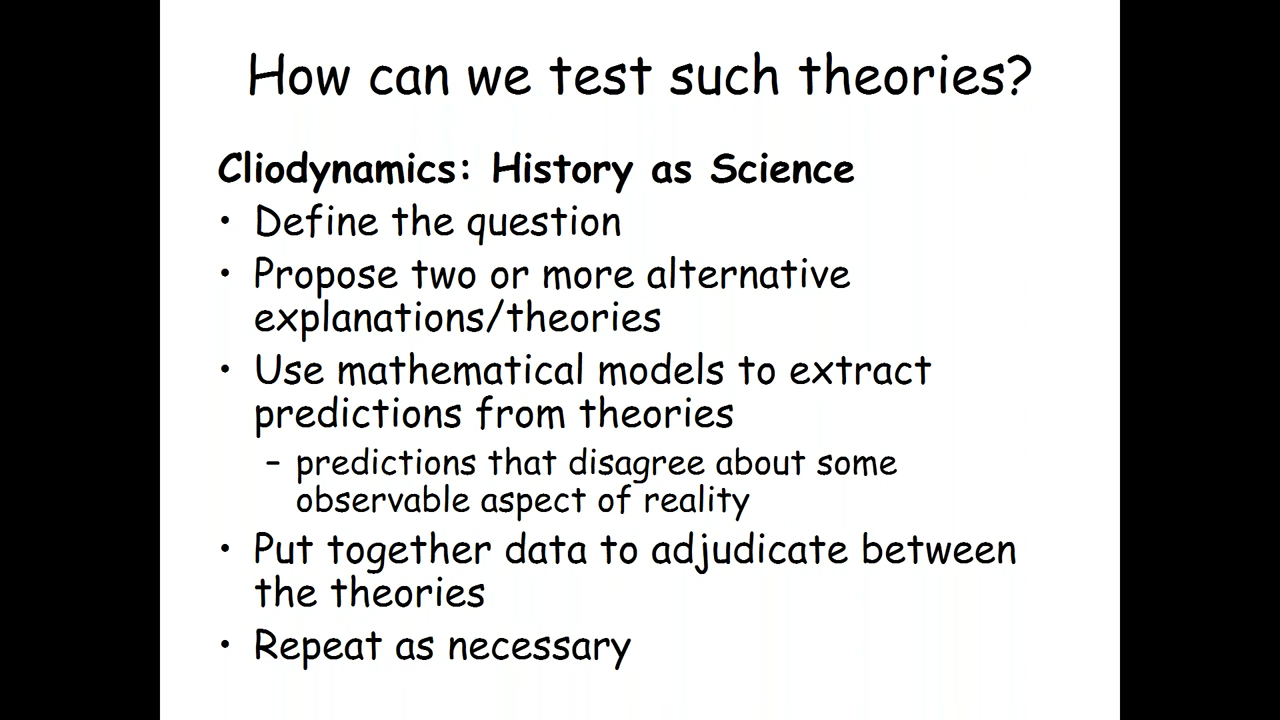 How can we test such theories?
Cliodynamics: History as Science
• Define the question
• Propose two or more alternative
explanations/theories
• Use mathematical models to extract
predictions from theories
– predictions that disagree about some
observable aspect of reality
• Put together data to adjudicate between
the theories
• Repeat as necessary